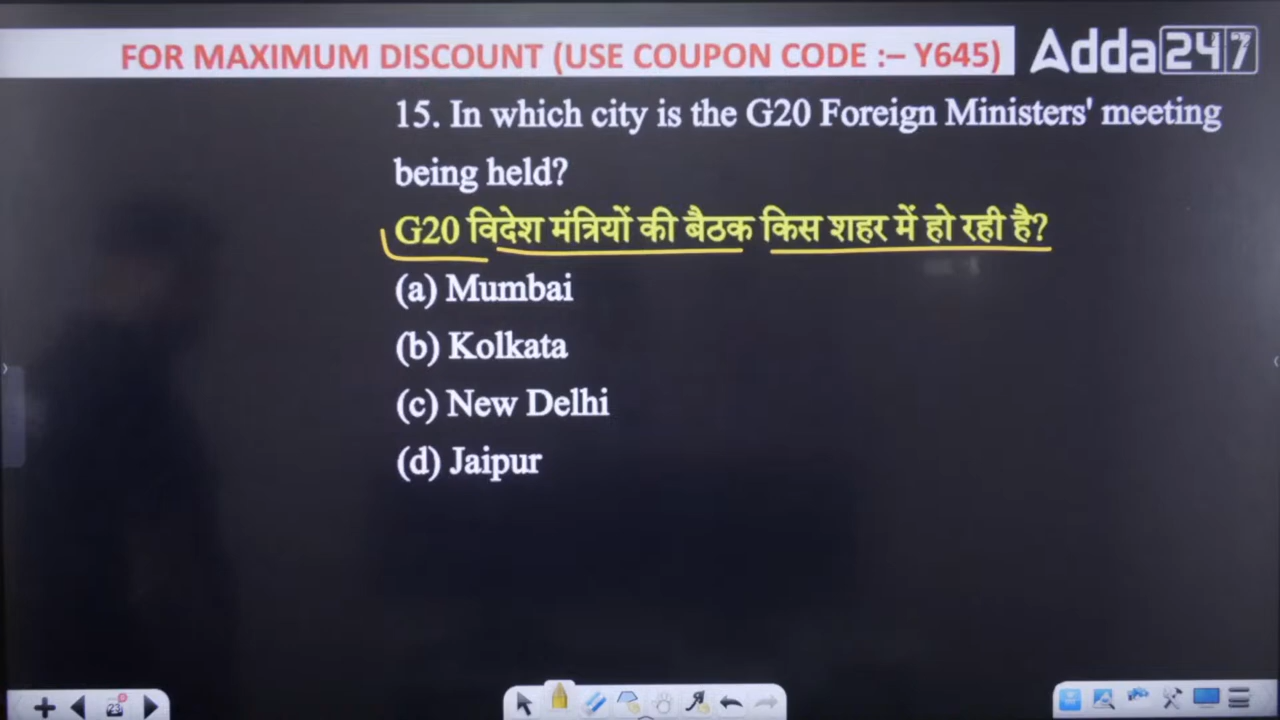 FOR MAXIMUM DISCOUNT (USE COUPON CODE :– Y645)
Adda247
15. In which city is the G20 Foreign Ministers' meeting
being held?
G20 विदेश मंत्रियों की बैठक किस शहर में हो रही है?
(a) Mumbai
(b) Kolkata
(c) New Delhi
(d) Jaipur
23